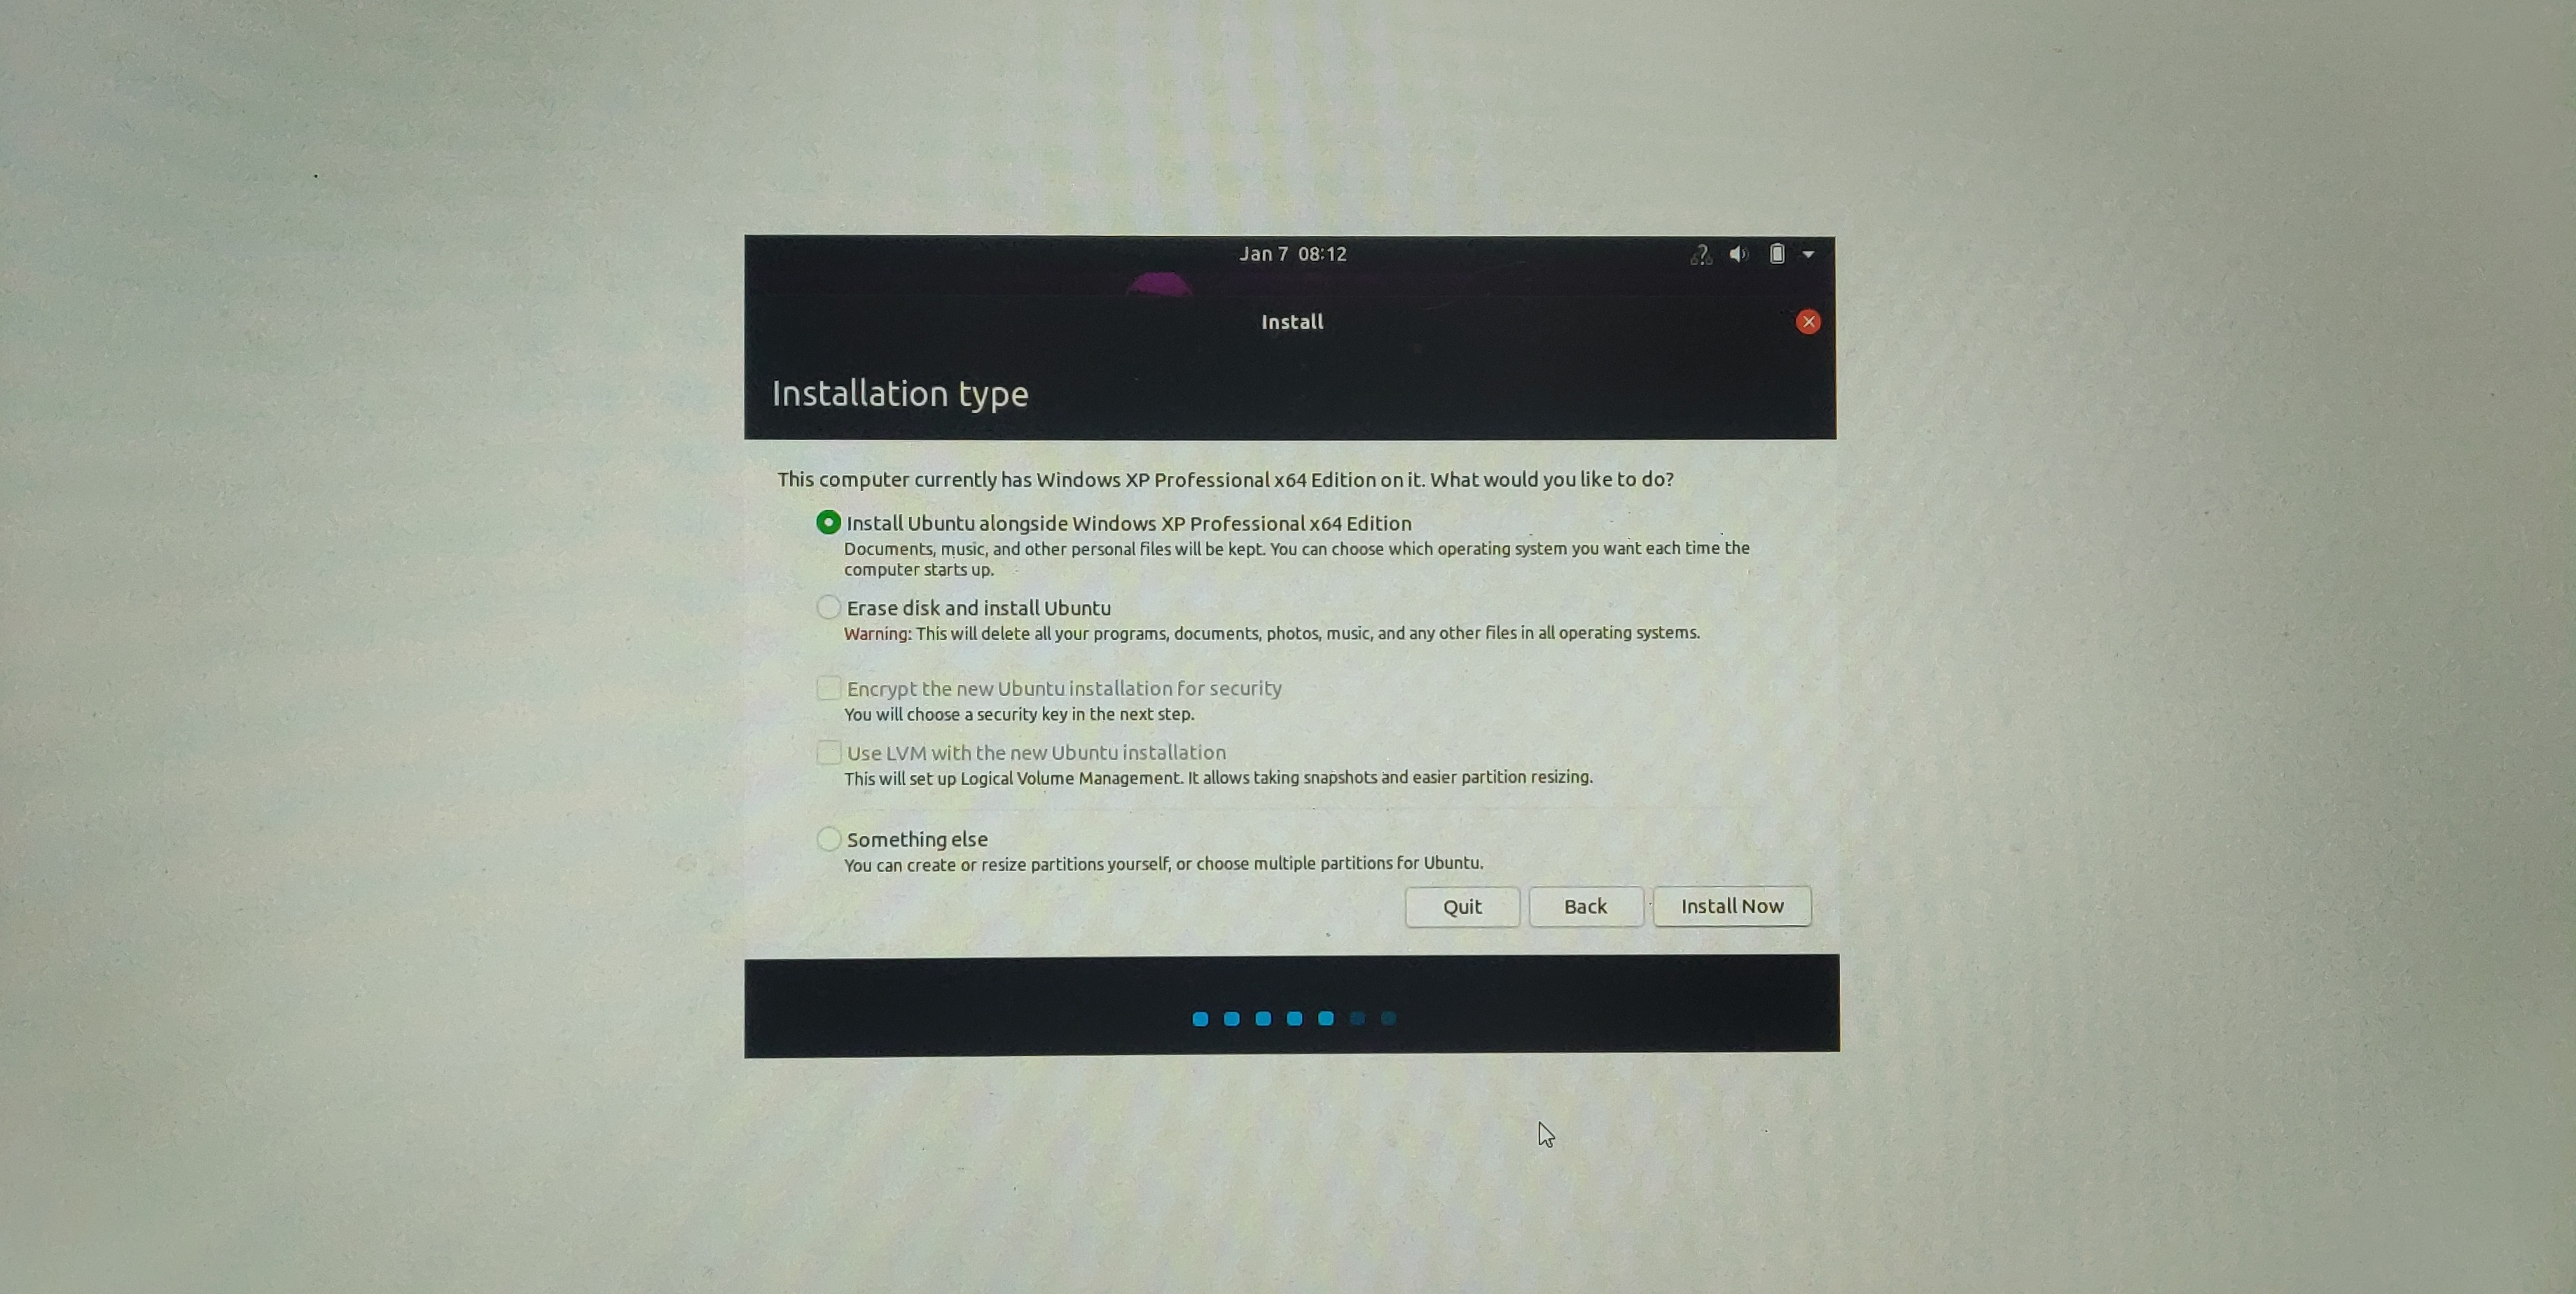 Jan 7 08:12
Install
Installation type
This computer currently has Windows XP Professional x64 Edition on it. What would you like to do?
Install Ubuntu alongside Windows XP Professional x64 Edition
Documents, music, and other personal files will be kept. You can choose which operating system you want each time the
computer starts up.
Erase disk and install Ubuntu
Warning: This will delete all your programs, documents, photos, music, and any other files in all operating systems.
Encrypt the new Ubuntu installation for security
You will choose a security key in the next step.
Use LVM with the new Ubuntu installation
This will set up Logical Volume Management. It allows taking snapshots and easier partition resizing.
Something else
You can create or resize partitions yourself, or choose multiple partitions for Ubuntu.
Quit Back Install Now